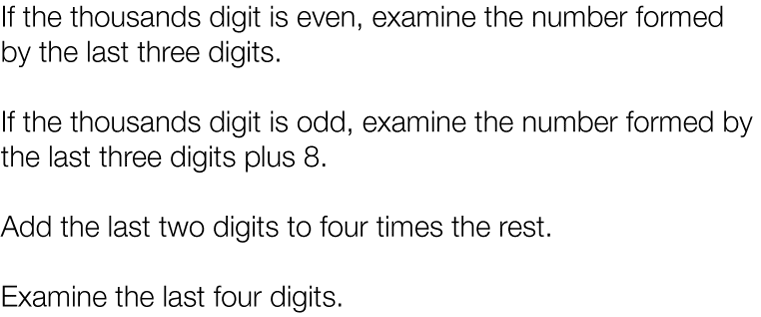 If the thousands digit is even, examine the number formed
by the last three digits.
If the thousands digit is odd, examine the number formed by
the last three digits plus 8.
Add the last two digits to four times the rest.
Examine the last four digits.